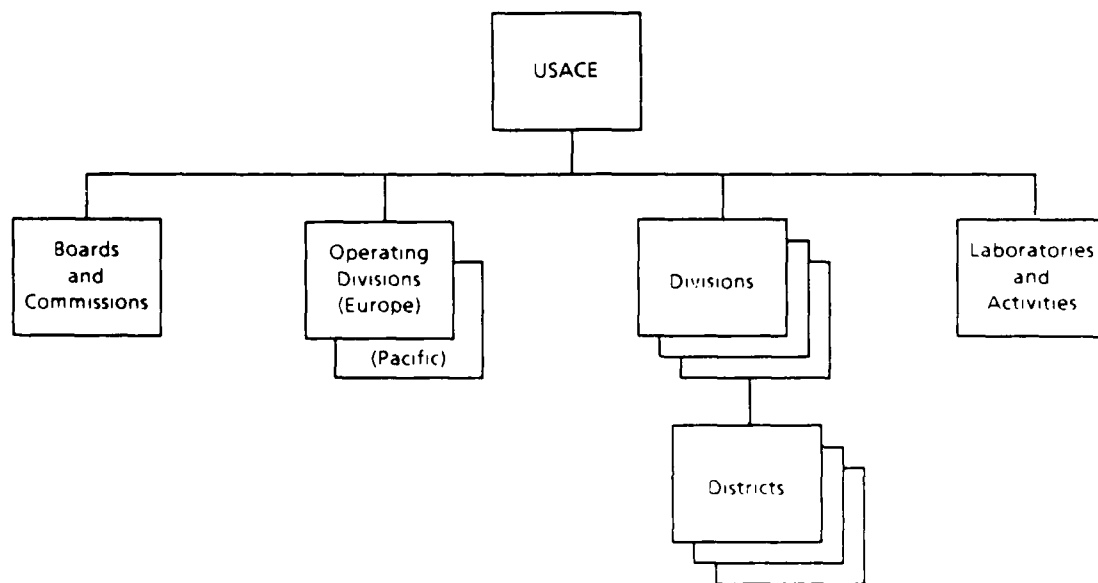 USACE
Boards
and
Commissions
Operating
Divisions
(Europe)
(Pacific)
Divisions
Laboratories
and
Activities
Districts